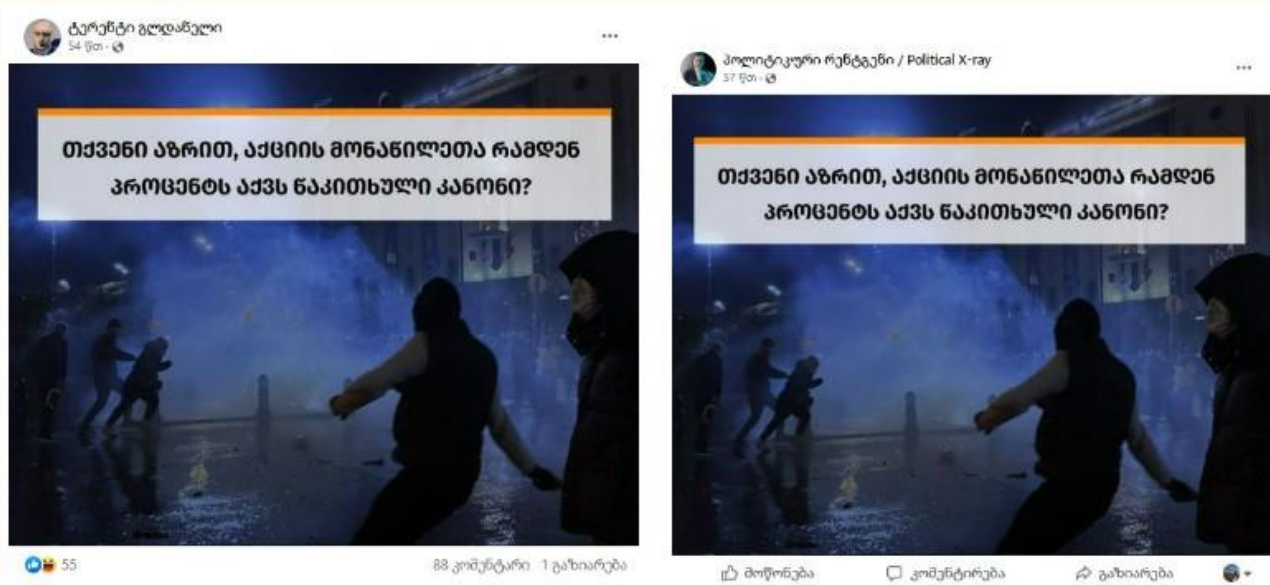 ტერენტი გლდანელი
54 წთ ·
თქვენი აზრით, აქციის მონაწილეთა რამდენ
პროცენტს აქვს წაკითხული კანონი?
55
88 კომენტარი 1 გაზიარება
პოლიტიკური რენტგენი / Political X-ray
57 წთ ·
თქვენი აზრით, აქციის მონაწილეთა რამდენ
პროცენტს აქვს წაკითხული კანონი?
მოწონება კომენტირება გაზიარება